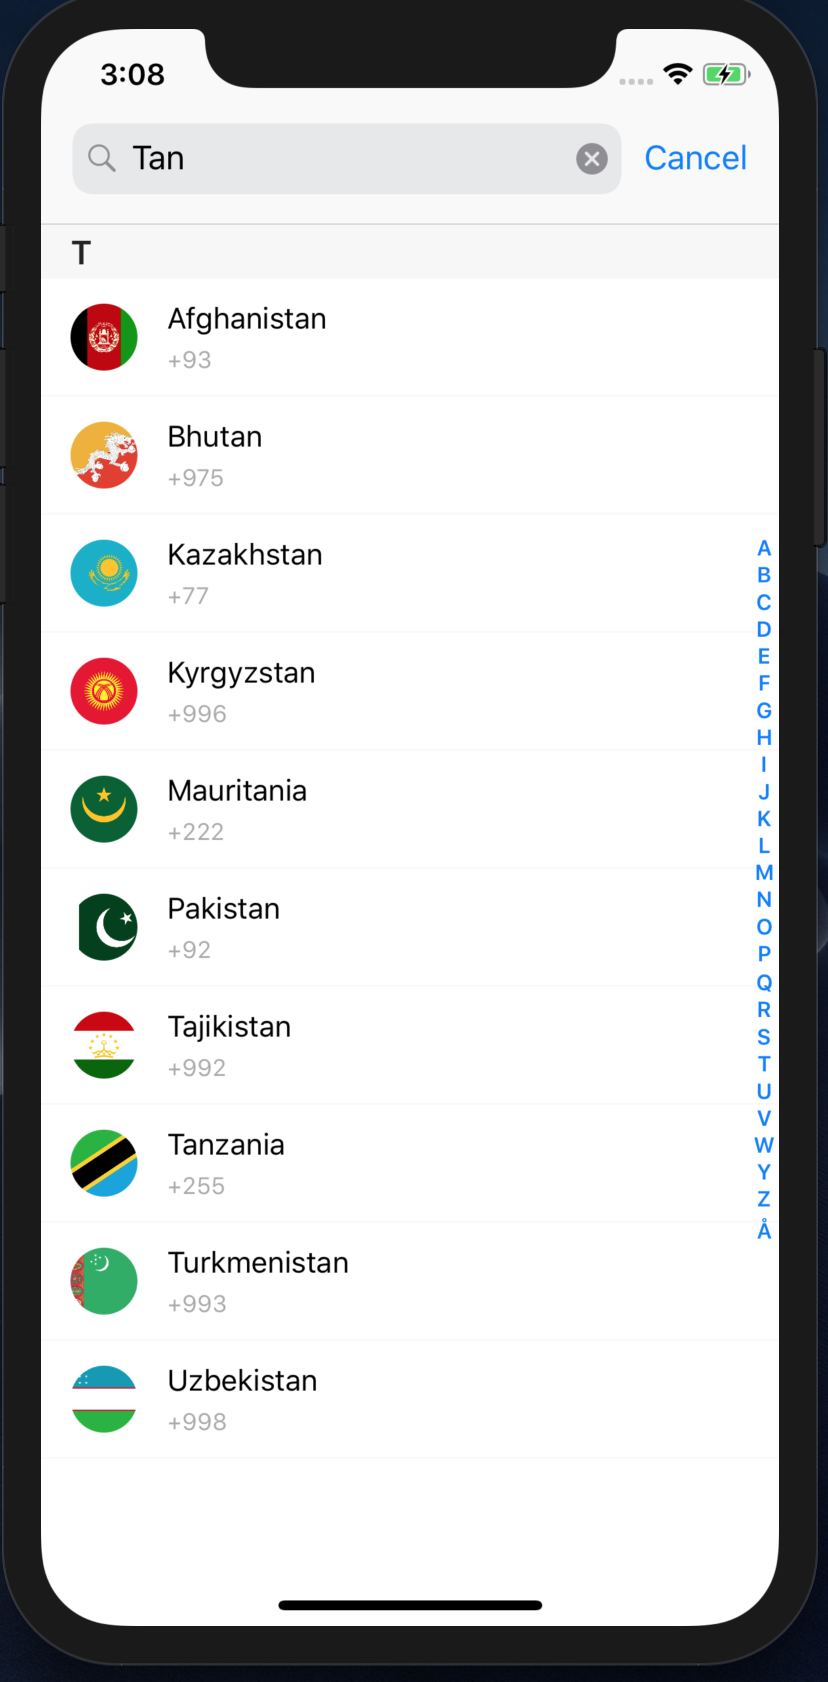 3:08
Tan
Cancel
T
Afghanistan
+93
Bhutan
+975
Kazakhstan
+77
Kyrgyzstan
+996
Mauritania
+222
Pakistan
+92
Tajikistan
+992
Tanzania
+255
Turkmenistan
+993
Uzbekistan
+998
A
B
C
D
E
F
G
H
I
J
K
L
M
N
O
P
Q
R
S
T
U
V
W
Y
Z
Å